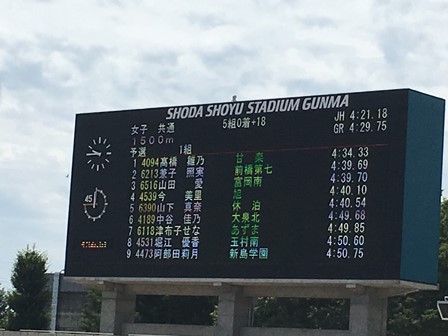 SHODA SHOYU STADIUM GUNMA
女子 共通 5組0着+18 JH 4:21.18
1500m GR 4:29.75
予選 1組
1 4094 髙橋 雛乃 甘楽 4:34.33
2 6213 兼子 照実 前橋第七 4:39.69
3 6516 山田 愛 富岡南 4:39.70
4 4539 今 美里 旭 4:40.10
5 6390 山下 真奈 休泊 4:40.54
6 4189 中谷 佳乃 大泉北 4:49.68
7 6118 津布子せな あずま 4:49.85
8 4531 堀江 優香 玉村南 4:50.60
9 4473 阿部田莉月 新島学園 4:50.75
45